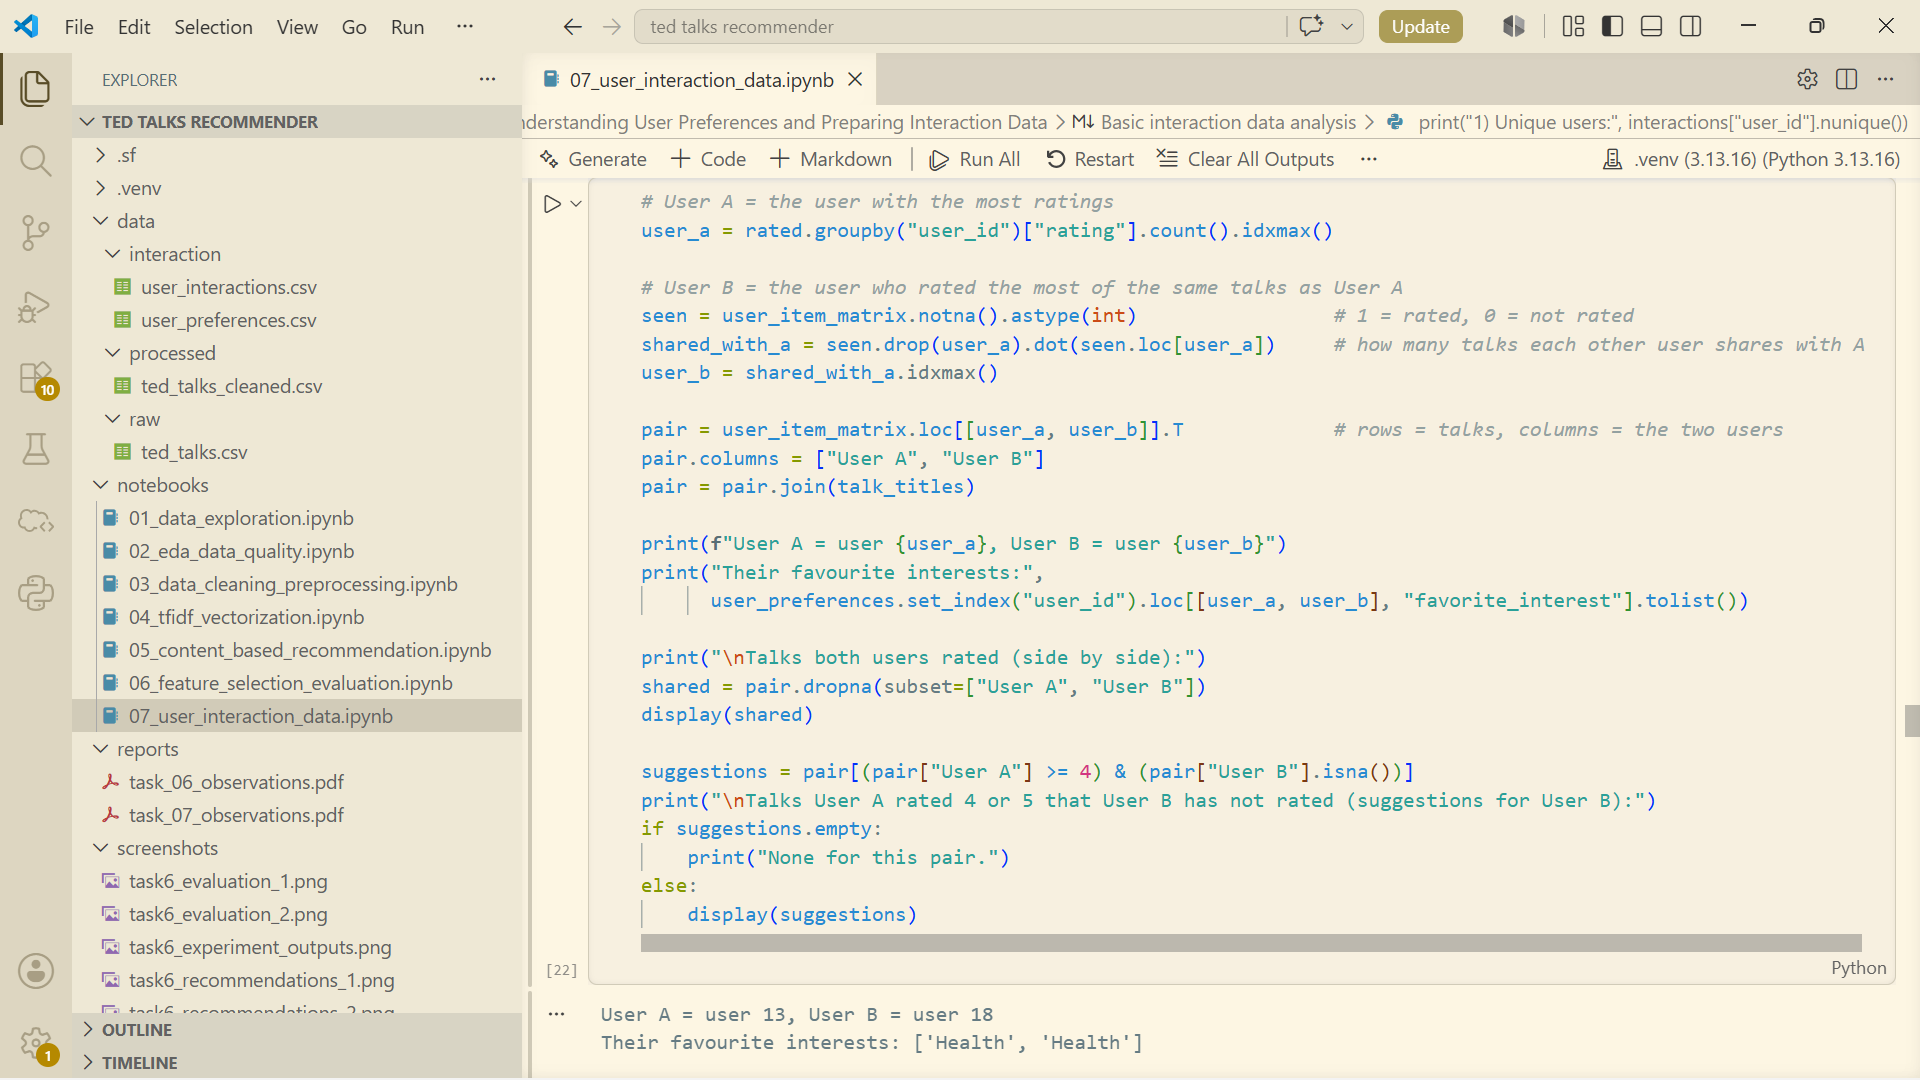 File Edit Selection View Go Run ··· ted talks recommender Update
EXPLORER ···
TED TALKS RECOMMENDER
.sf
.venv
data
interaction
user_interactions.csv
user_preferences.csv
processed
ted_talks_cleaned.csv
raw
ted_talks.csv
notebooks
01_data_exploration.ipynb
02_eda_data_quality.ipynb
03_data_cleaning_preprocessing.ipynb
04_tfidf_vectorization.ipynb
05_content_based_recommendation.ipynb
06_feature_selection_evaluation.ipynb
07_user_interaction_data.ipynb
reports
task_06_observations.pdf
task_07_observations.pdf
screenshots
task6_evaluation_1.png
task6_evaluation_2.png
task6_experiment_outputs.png
task6_recommendations_1.png
task6_recommendations_2.png
OUTLINE
TIMELINE
10
1
07_user_interaction_data.ipynb
nderstanding User Preferences and Preparing Interaction Data > M↓ Basic interaction data analysis > print("1) Unique users:", interactions["user_id"].nunique())
Generate + Code + Markdown | Run All Restart Clear All Outputs ··· .venv (3.13.16) (Python 3.13.16)
# User A = the user with the most ratings
user_a = rated.groupby("user_id")["rating"].count().idxmax()
# User B = the user who rated the most of the same talks as User A
seen = user_item_matrix.notna().astype(int) # 1 = rated, 0 = not rated
shared_with_a = seen.drop(user_a).dot(seen.loc[user_a]) # how many talks each other user shares with A
user_b = shared_with_a.idxmax()
pair = user_item_matrix.loc[[user_a, user_b]].T # rows = talks, columns = the two users
pair.columns = ["User A", "User B"]
pair = pair.join(talk_titles)
print(f"User A = user {user_a}, User B = user {user_b}")
print("Their favourite interests:",
user_preferences.set_index("user_id").loc[[user_a, user_b], "favorite_interest"].tolist())
print("\nTalks both users rated (side by side):")
shared = pair.dropna(subset=["User A", "User B"])
display(shared)
suggestions = pair[(pair["User A"] >= 4) & (pair["User B"].isna())]
print("\nTalks User A rated 4 or 5 that User B has not rated (suggestions for User B):")
if suggestions.empty:
print("None for this pair.")
else:
display(suggestions)
[22]
Python
··· User A = user 13, User B = user 18
Their favourite interests: ['Health', 'Health']